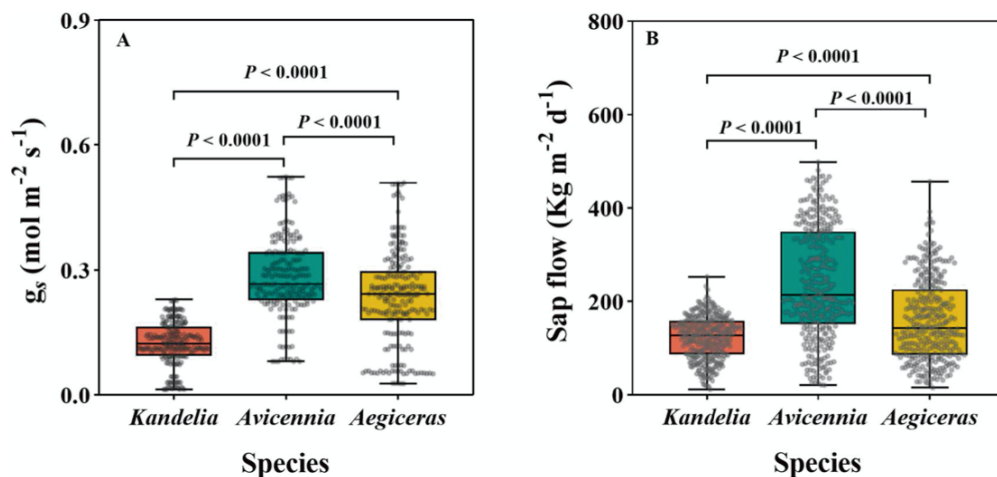 A
P < 0.0001
P < 0.0001
P < 0.0001
0.9
0.6
0.3
0.0
gs (mol m⁻² s⁻¹)
Kandelia Avicennia Aegiceras
Species
B
P < 0.0001
P < 0.0001
P < 0.0001
800
600
400
200
0
Sap flow (Kg m⁻² d⁻¹)
Kandelia Avicennia Aegiceras
Species